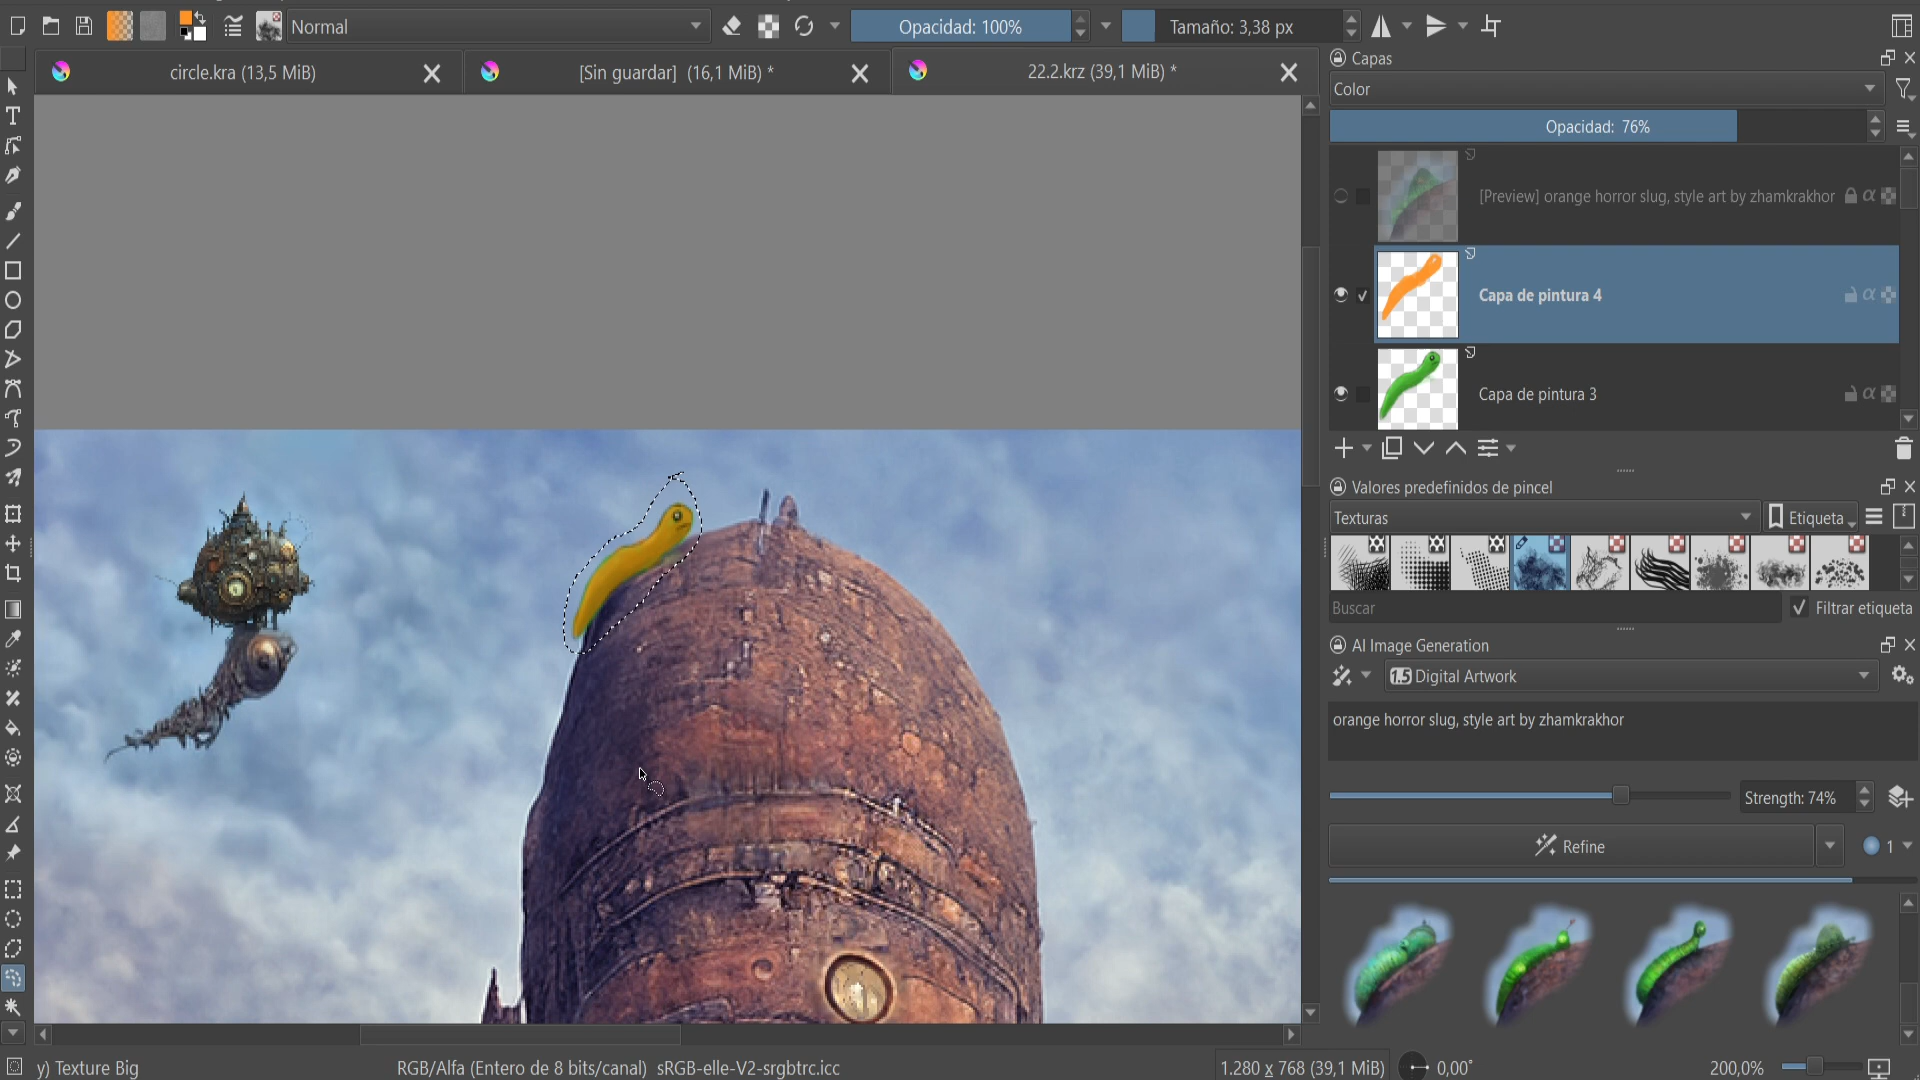 Normal
Opacidad: 100%
Tamaño: 3,38 px
circle.kra (13,5 MiB)
[Sin guardar] (16,1 MiB) *
22.2.krz (39,1 MiB) *
Capas
Color
Opacidad: 76%
[Preview] orange horror slug, style art by zhamkrakhor
Capa de pintura 4
Capa de pintura 3
Valores predefinidos de pincel
Texturas
Etiqueta
Buscar
Filtrar etiqueta
AI Image Generation
1.5 Digital Artwork
orange horror slug, style art by zhamkrakhor
Strength: 74%
Refine
1
y) Texture Big
RGB/Alfa (Entero de 8 bits/canal) sRGB-elle-V2-srgbtrc.icc
1.280 x 768 (39,1 MiB)
0,00°
200,0%